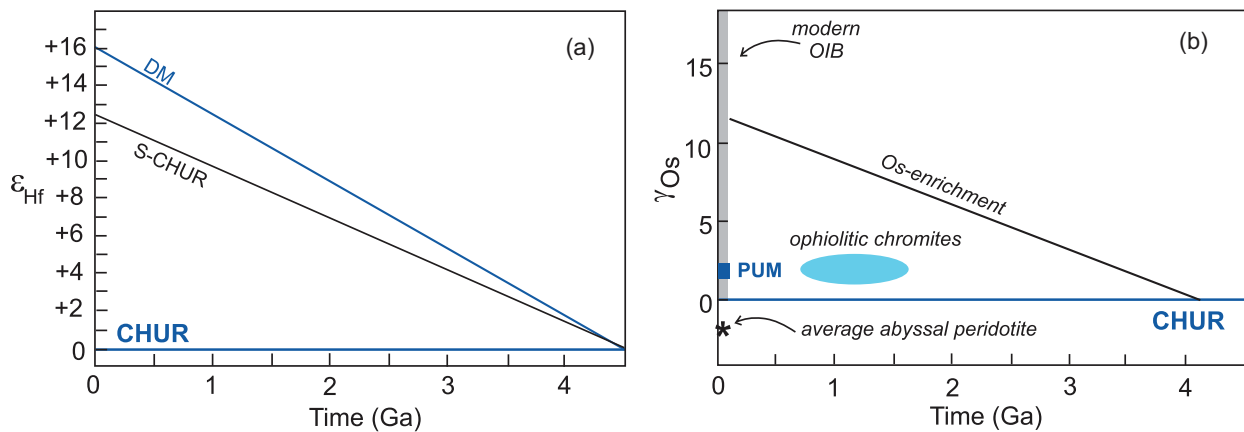 (a)
εHf
+16
+14
+12
+10
+8
+6
+4
+2
0
DM
S-CHUR
CHUR
0
1
2
3
4
Time (Ga)
(b)
γOs
15
10
5
0
modern
OIB
Os-enrichment
ophiolitic chromites
PUM
CHUR
average abyssal peridotite
*
0
1
2
3
4
Time (Ga)